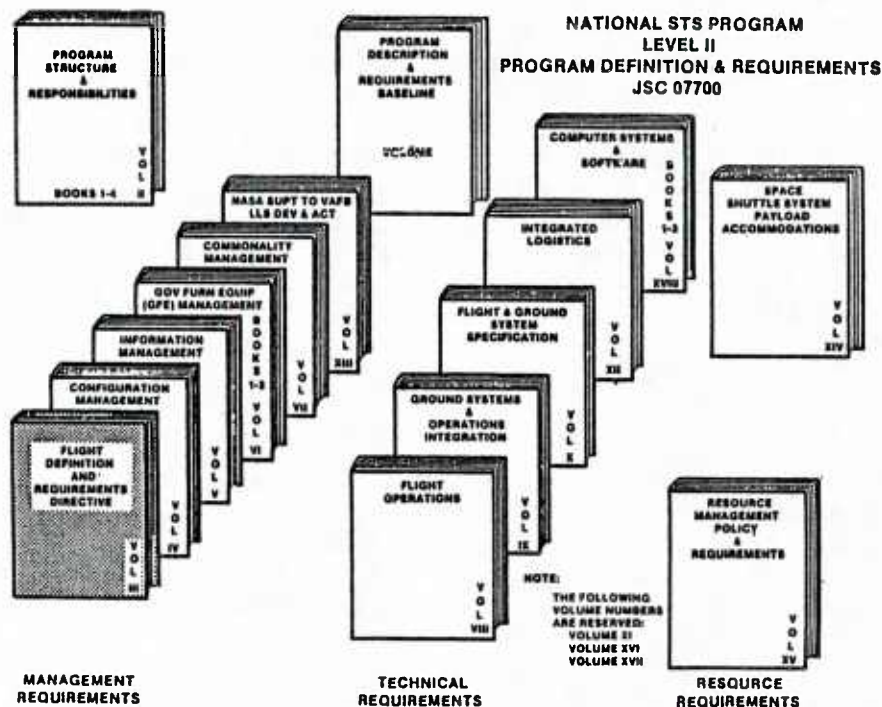 NATIONAL STS PROGRAM
LEVEL II
PROGRAM DEFINITION & REQUIREMENTS
JSC 07700
PROGRAM
STRUCTURE
&
RESPONSIBILITIES
BOOKS 1-4
VOL
II
PROGRAM
DESCRIPTION
&
REQUIREMENTS
BASELINE
COMPUTER SYSTEMS
&
SOFTWARE
BOOKS
1-3
VOL
XVIII
SPACE
SHUTTLE SYSTEM
PAYLOAD
ACCOMMODATIONS
VOL
XIV
NASA SUPT TO VAFB
LLS DEV & ACT
VOL
XIII
COMMONALITY
MANAGEMENT
VOL
VII
GOV FURN EQUIP
(GFE) MANAGEMENT
BOOKS
1-3
VOL
VI
INFORMATION
MANAGEMENT
VOL
V
CONFIGURATION
MANAGEMENT
VOL
IV
FLIGHT
DEFINITION
AND
REQUIREMENTS
DIRECTIVE
VOL
III
INTEGRATED
LOGISTICS
VOL
XII
FLIGHT & GROUND
SYSTEM
SPECIFICATION
VOL
X
GROUND SYSTEMS
&
OPERATIONS
INTEGRATION
VOL
IX
FLIGHT
OPERATIONS
VOL
VIII
RESOURCE
MANAGEMENT
POLICY
&
REQUIREMENTS
VOL
XV
NOTE:
THE FOLLOWING
VOLUME NUMBERS
ARE RESERVED:
VOLUME XI
VOLUME XVI
VOLUME XVII
MANAGEMENT
REQUIREMENTS
TECHNICAL
REQUIREMENTS
RESOURCE
REQUIREMENTS